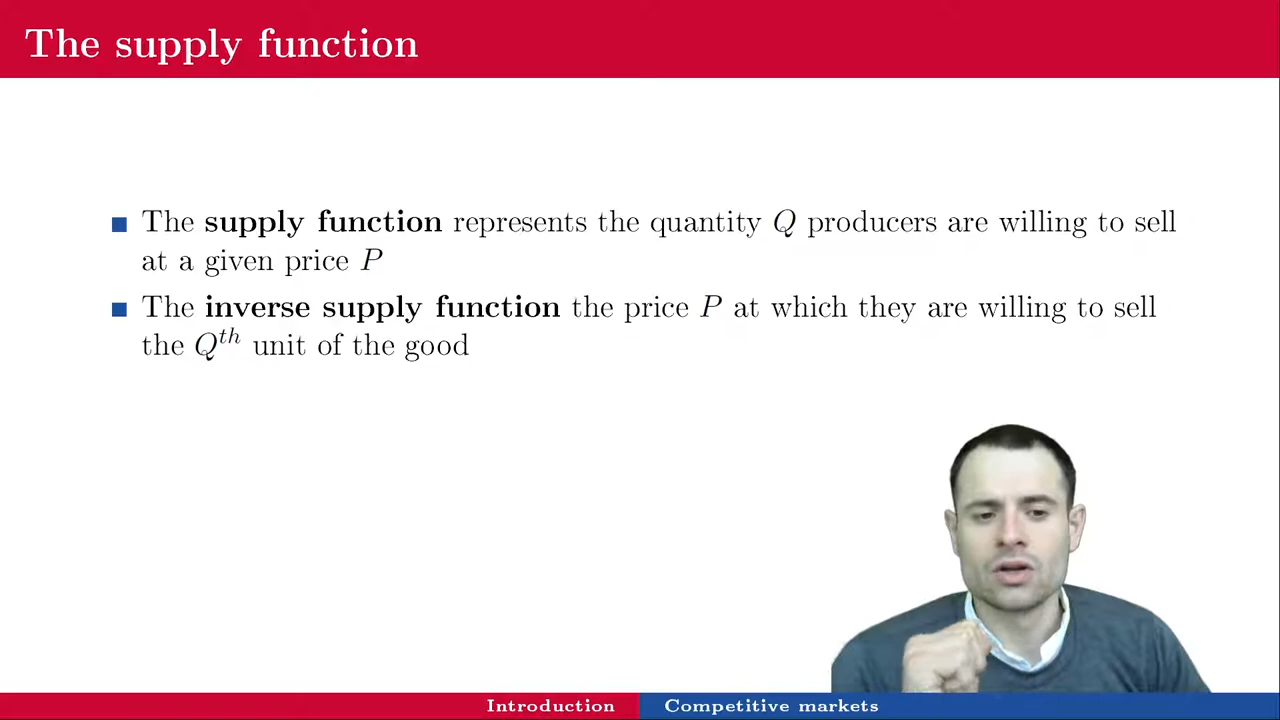 The supply function
The supply function represents the quantity Q producers are willing to sell
at a given price P
The inverse supply function the price P at which they are willing to sell
the Qth unit of the good
Introduction
Competitive markets